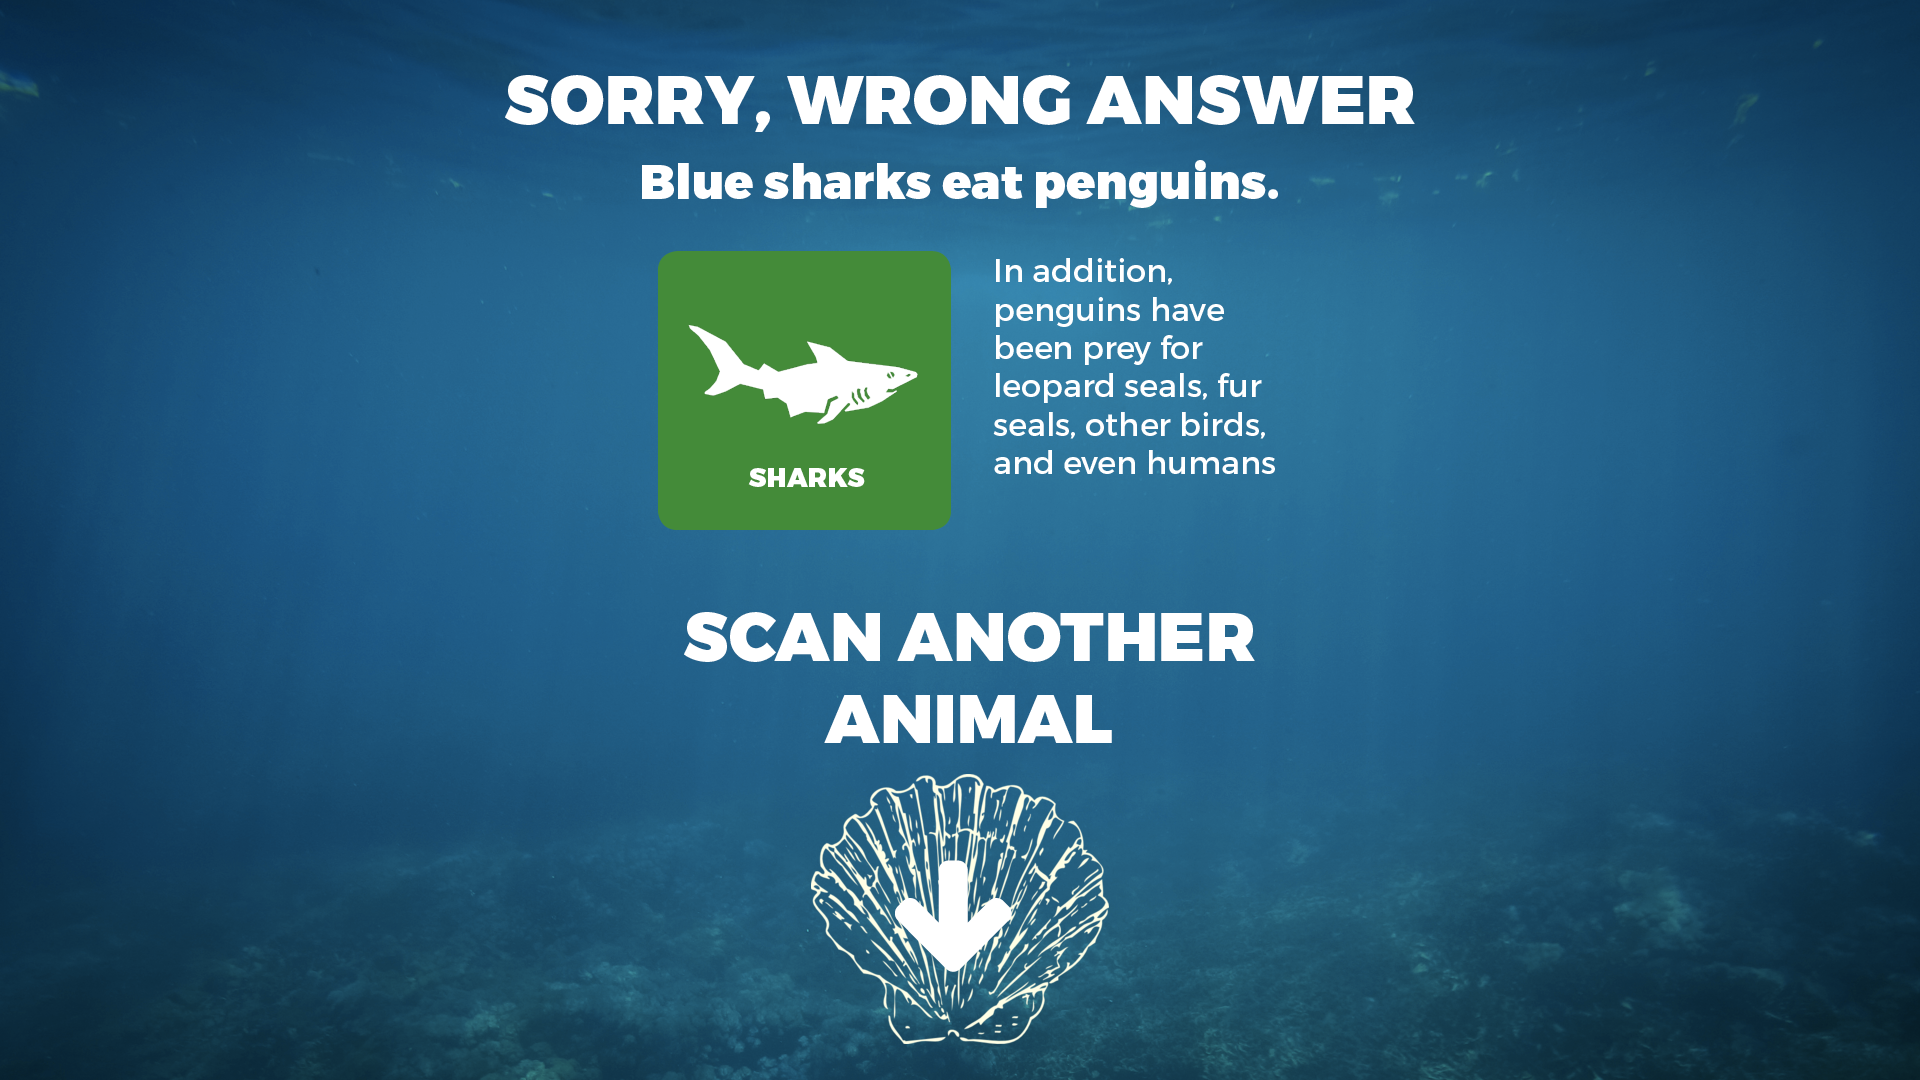 SORRY, WRONG ANSWER
Blue sharks eat penguins.
SHARKS
In addition,
penguins have
been prey for
leopard seals, fur
seals, other birds,
and even humans
SCAN ANOTHER
ANIMAL